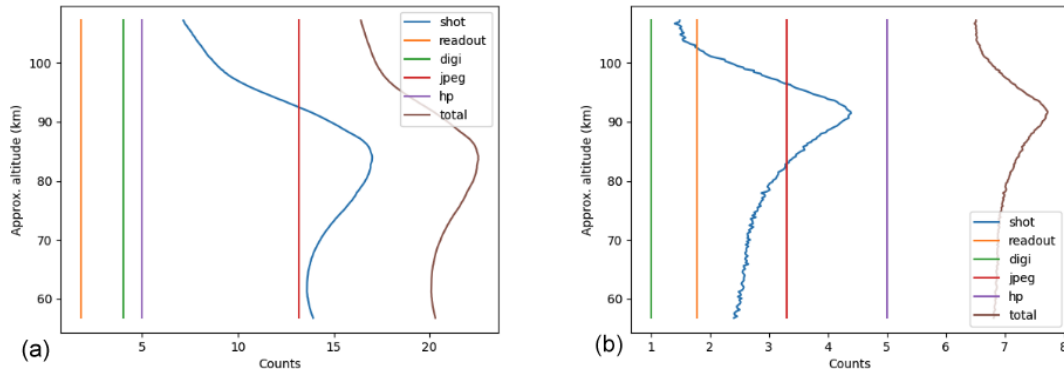 100
90
80
70
60
Approx. altitude (km)
5
10
15
20
Counts
shot
readout
digi
jpeg
hp
total
(a)
100
90
80
70
60
Approx. altitude (km)
1
2
3
4
5
6
7
8
Counts
shot
readout
digi
jpeg
hp
total
(b)